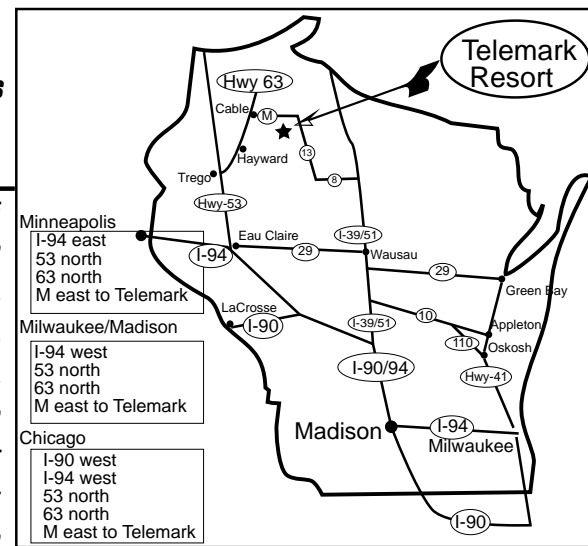 s
Telemark
Resort
Hwy 63
Cable
M
Hayward
13
8
Trego
Hwy-53
Minneapolis
I-94 east
53 north
63 north
M east to Telemark
I-94
Eau Claire
29
I-39/51
Wausau
29
Green Bay
LaCrosse
I-90
I-39/51
10
Appleton
110
Oskosh
Milwaukee/Madison
I-94 west
53 north
63 north
M east to Telemark
I-90/94
Hwy-41
Madison
I-94
Milwaukee
Chicago
I-90 west
I-94 west
53 north
63 north
M east to Telemark
I-90